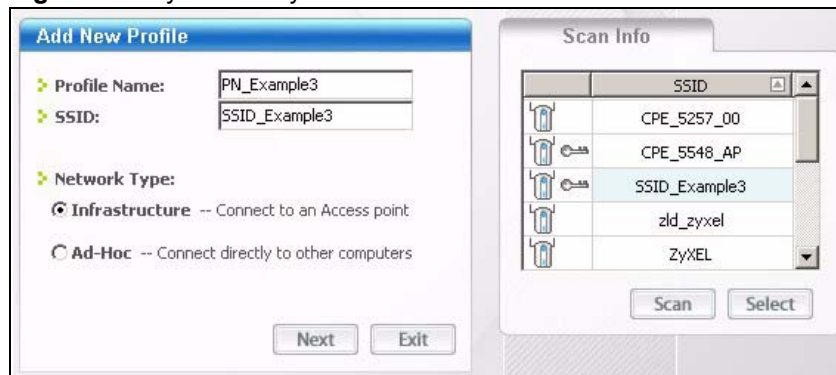 Add New Profile
Profile Name: PN_Example3
SSID: SSID_Example3
Network Type:
Infrastructure -- Connect to an Access point
Ad-Hoc -- Connect directly to other computers
Next Exit
Scan Info
SSID
CPE_5257_00
CPE_5548_AP
SSID_Example3
zld_zyxel
ZyXEL
Scan Select